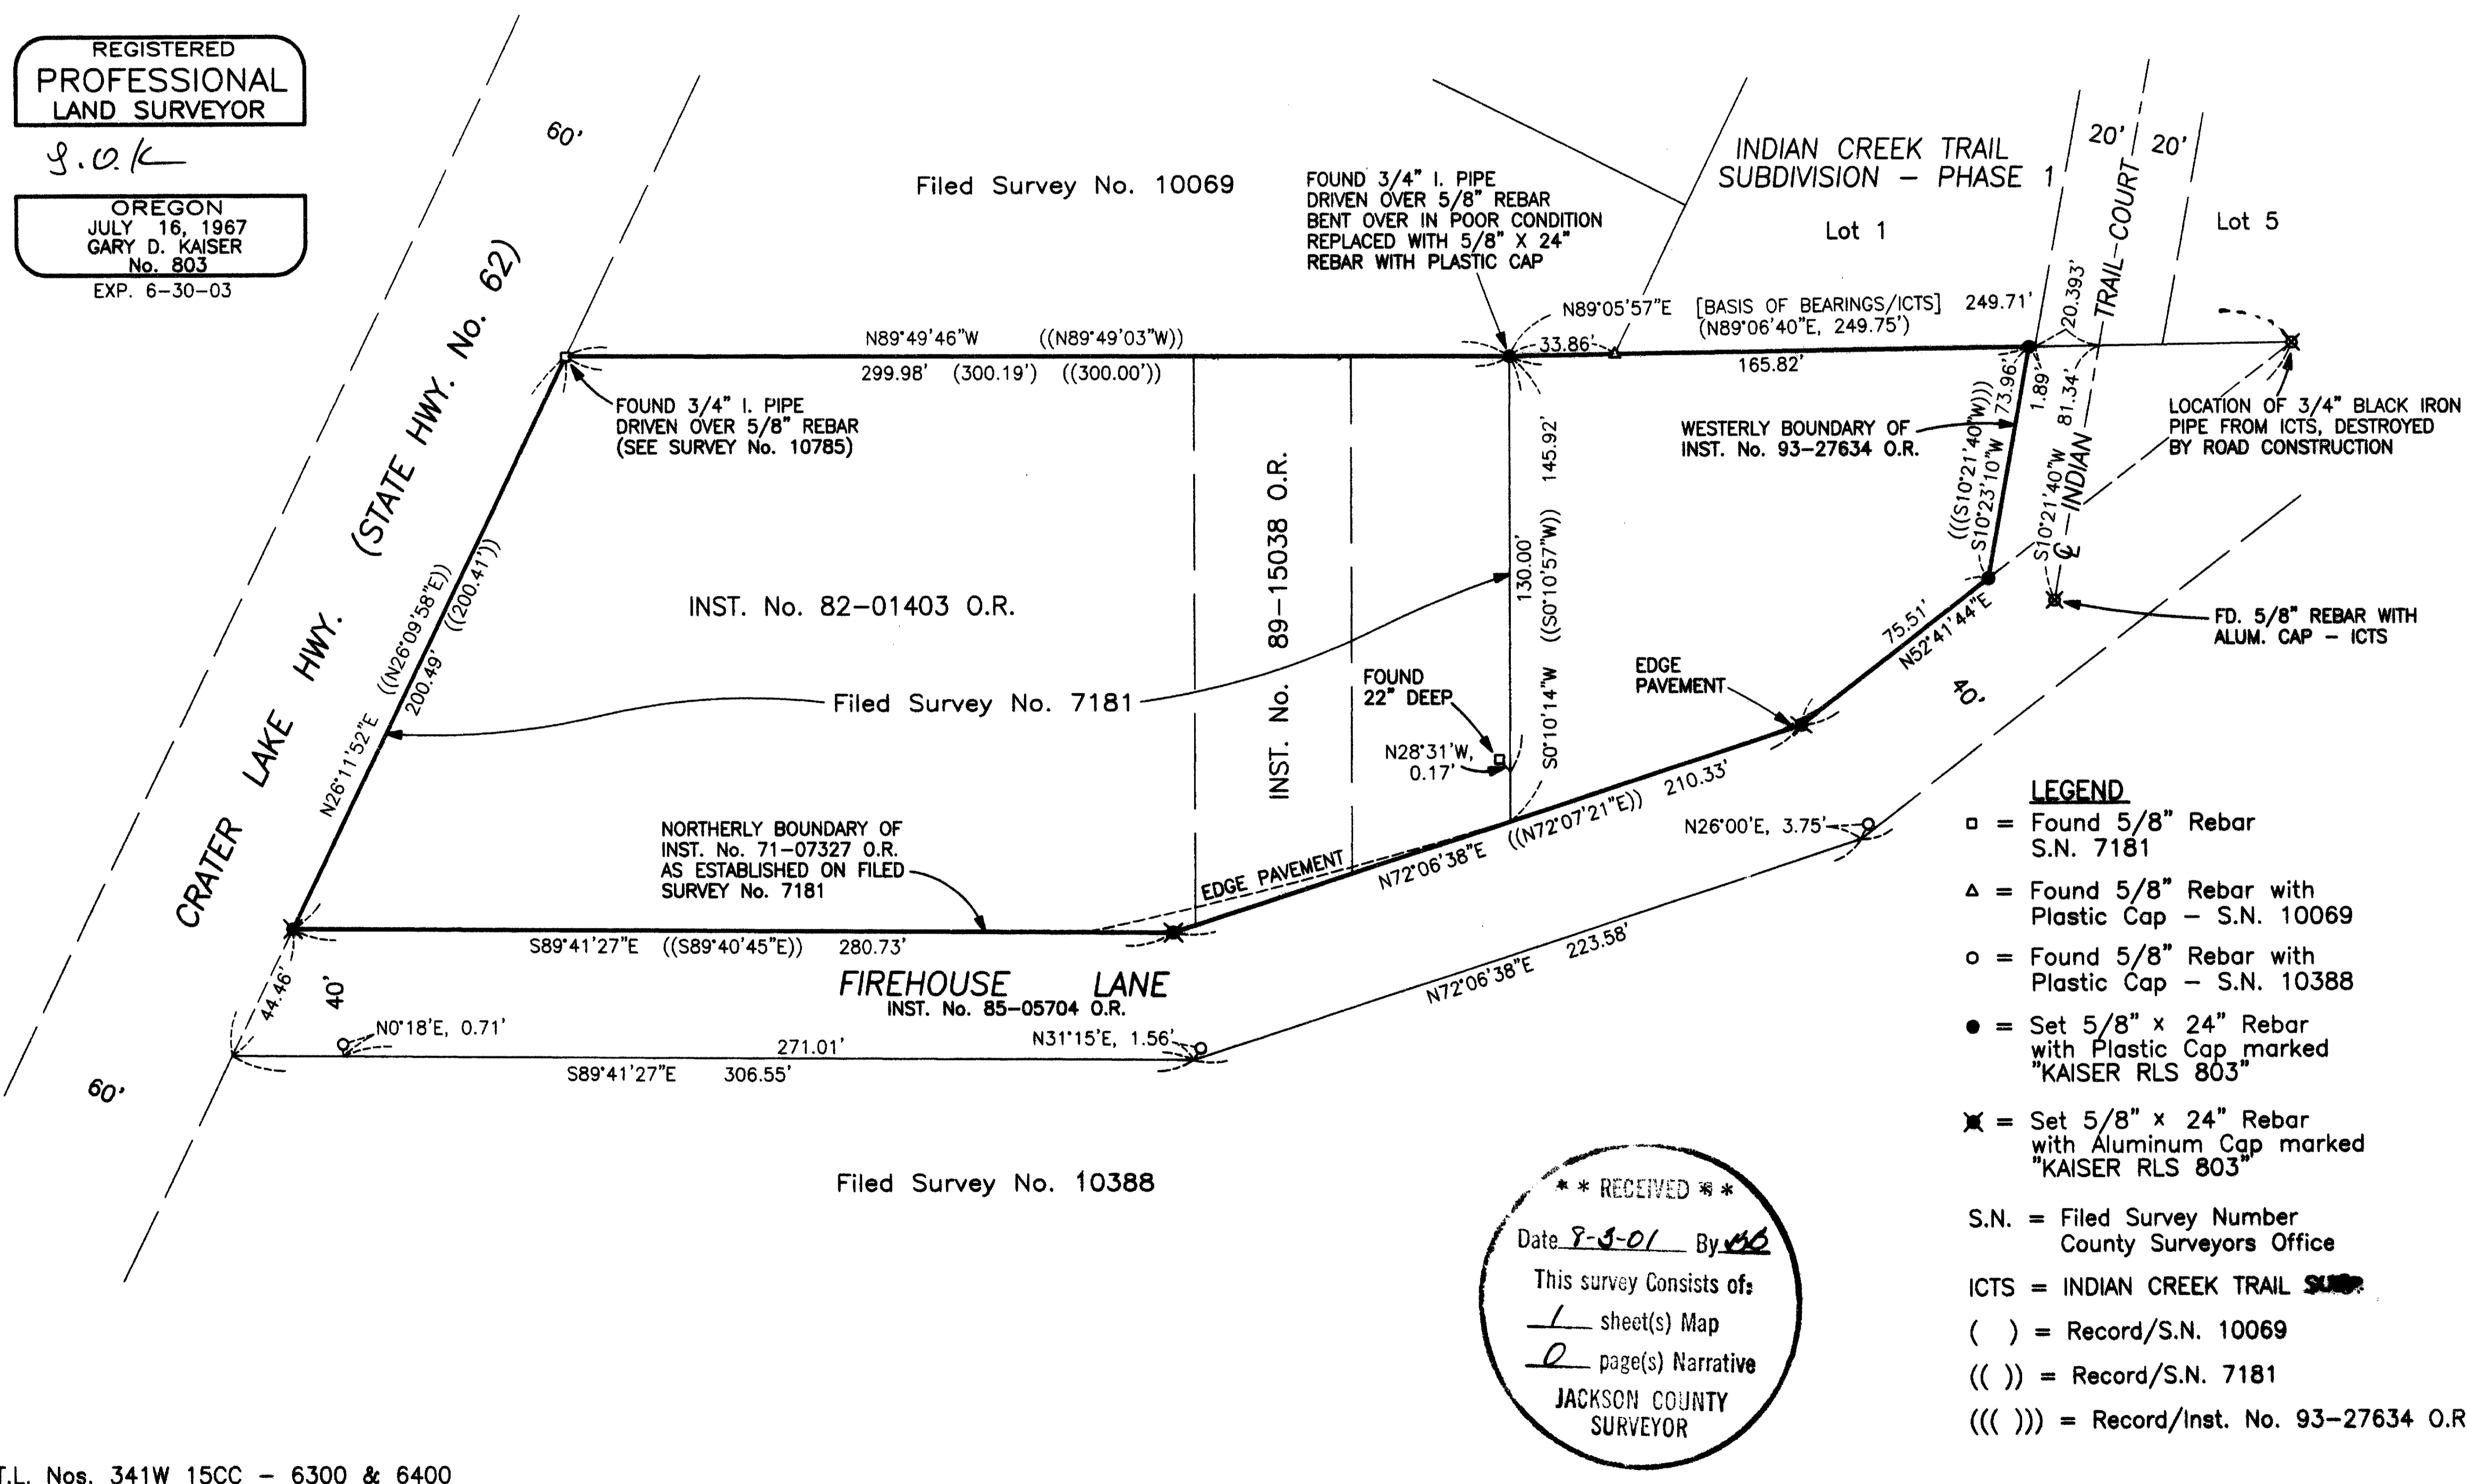 REGISTERED
PROFESSIONAL
LAND SURVEYOR
OREGON
JULY 16, 1967
GARY D. KAISER
No. 803
EXP. 6-30-03
60'
CRATER LAKE HWY. (STATE HWY. No. 62)
60'
Filed Survey No. 10069
FOUND 3/4" I. PIPE
DRIVEN OVER 5/8" REBAR
BENT OVER IN POOR CONDITION
REPLACED WITH 5/8" X 24"
REBAR WITH PLASTIC CAP
INDIAN CREEK TRAIL
SUBDIVISION - PHASE 1
Lot 1
20'
20'
Lot 5
INDIAN TRAIL COURT
N89°05'57"E [BASIS OF BEARINGS/ICTS] 249.71'
(N89°06'40"E, 249.75')
33.86'
165.82'
20.393'
N89°49'46"W ((N89°49'03"W))
299.98' (300.19') ((300.00'))
FOUND 3/4" I. PIPE
DRIVEN OVER 5/8" REBAR
(SEE SURVEY No. 10785)
WESTERLY BOUNDARY OF
INST. No. 93-27634 O.R.
(((S10°21'40"W)))
S10°23'10"W 73.96'
1.89'
S10°21'40"W 81.34'
℄
LOCATION OF 3/4" BLACK IRON
PIPE FROM ICTS, DESTROYED
BY ROAD CONSTRUCTION
FD. 5/8" REBAR WITH
ALUM. CAP - ICTS
INST. No. 82-01403 O.R.
INST. No. 89-15038 O.R.
130.00'
S0°10'14"W ((S0°10'57"W)) 145.92'
N26°11'52"E ((N26°09'58"E))
200.49' ((200.41'))
Filed Survey No. 7181
FOUND
22" DEEP
N28°31'W,
0.17'
EDGE
PAVEMENT
75.51'
N52°41'44"E
40'
NORTHERLY BOUNDARY OF
INST. No. 71-07327 O.R.
AS ESTABLISHED ON FILED
SURVEY No. 7181
EDGE PAVEMENT
N72°06'38"E ((N72°07'21"E)) 210.33'
N26°00'E, 3.75'
S89°41'27"E ((S89°40'45"E)) 280.73'
FIREHOUSE LANE
INST. No. 85-05704 O.R.
44.46'
40'
N0°18'E, 0.71'
271.01'
N31°15'E, 1.56'
S89°41'27"E 306.55'
N72°06'38"E 223.58'
Filed Survey No. 10388
LEGEND
□ = Found 5/8" Rebar
S.N. 7181
△ = Found 5/8" Rebar with
Plastic Cap - S.N. 10069
○ = Found 5/8" Rebar with
Plastic Cap - S.N. 10388
● = Set 5/8" x 24" Rebar
with Plastic Cap marked
"KAISER RLS 803"
= Set 5/8" x 24" Rebar
with Aluminum Cap marked
"KAISER RLS 803"
S.N. = Filed Survey Number
County Surveyors Office
ICTS = INDIAN CREEK TRAIL
( ) = Record/S.N. 10069
(( )) = Record/S.N. 7181
((( ))) = Record/Inst. No. 93-27634 O.R
* * RECEIVED * *
Date 8-3-01 By
This survey Consists of:
1 sheet(s) Map
0 page(s) Narrative
JACKSON COUNTY
SURVEYOR
T.L. Nos. 341W 15CC - 6300 & 6400